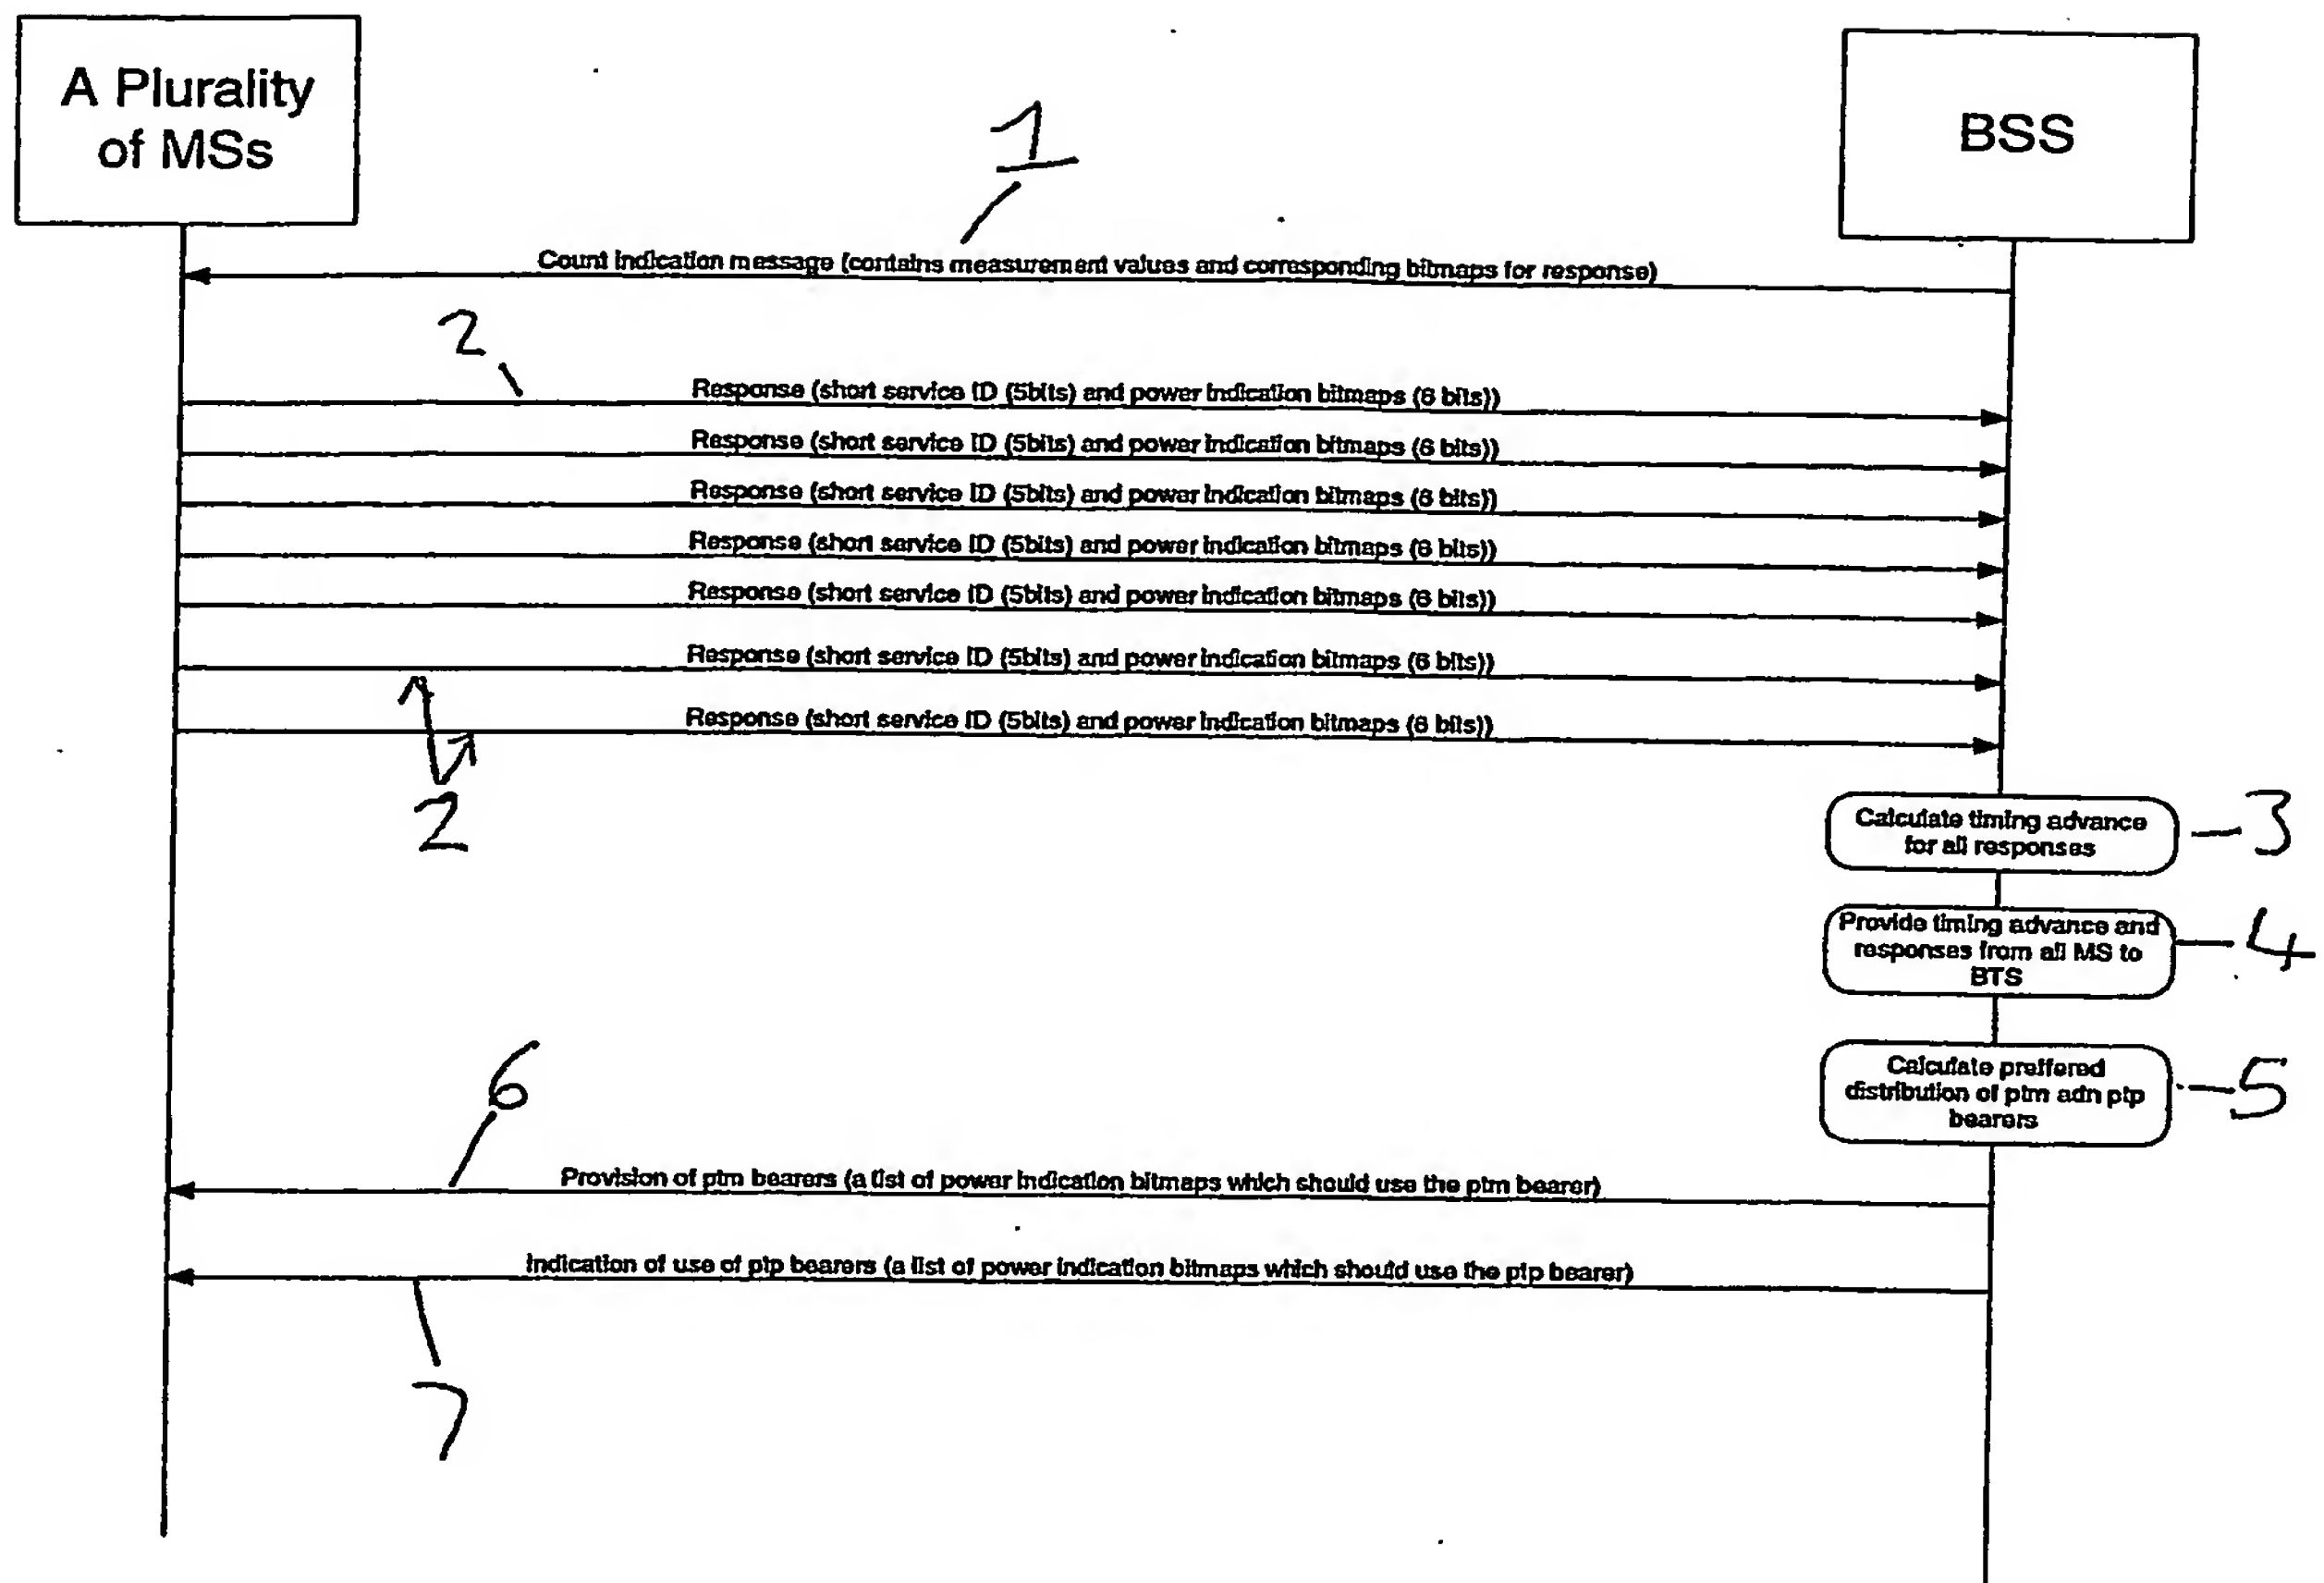 A Plurality
of MSs
BSS
1
Count indication message (contains measurement values and corresponding bitmaps for response)
2
Response (short service ID (5bits) and power indication bitmaps (6 bits))
Response (short service ID (5bits) and power indication bitmaps (6 bits))
Response (short service ID (5bits) and power indication bitmaps (6 bits))
Response (short service ID (5bits) and power indication bitmaps (6 bits))
Response (short service ID (5bits) and power indication bitmaps (6 bits))
Response (short service ID (5bits) and power indication bitmaps (6 bits))
Response (short service ID (5bits) and power indication bitmaps (6 bits))
2
Calculate timing advance
for all responses
3
Provide timing advance and
responses from all MS to
BTS
4
Calculate preffered
distribution of ptm adn ptp
bearers
5
6
Provision of ptm bearers (a list of power indication bitmaps which should use the ptm bearer)
Indication of use of ptp bearers (a list of power indication bitmaps which should use the ptp bearer)
7